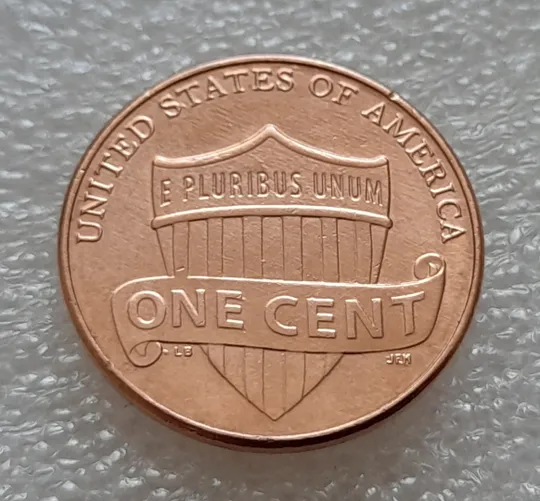 UNITED STATES OF AMERICA
E PLURIBUS UNUM
ONE CENT
LB
JFM